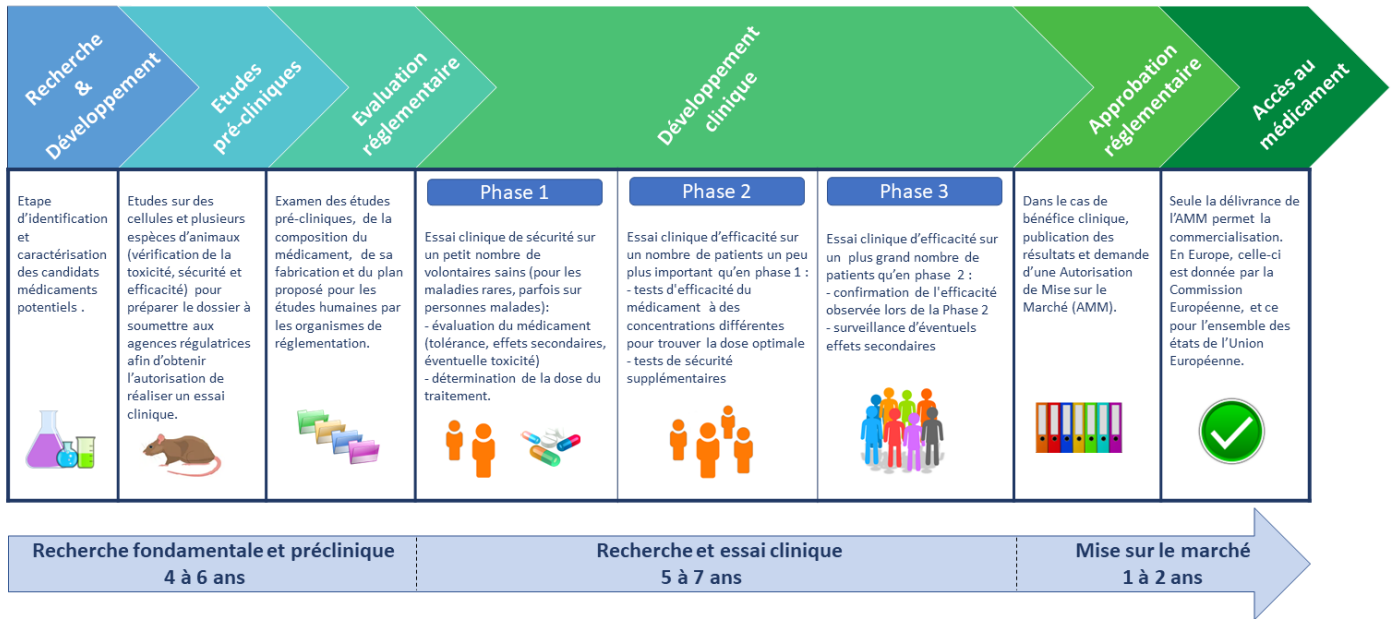 Recherche
&
Développement
Etudes
pré-cliniques
Evaluation
réglementaire
Développement
clinique
Approbation
réglementaire
Accès au
médicament
Etape
d’identification
et
caractérisation
des candidats
médicaments
potentiels .
Etudes sur des
cellules et plusieurs
espèces d’animaux
(vérification de la
toxicité, sécurité et
efficacité) pour
préparer le dossier à
soumettre aux
agences régulatrices
afin d’obtenir
l’autorisation de
réaliser un essai
clinique.
Examen des études
pré-cliniques, de la
composition du
médicament, de sa
fabrication et du plan
proposé pour les
études humaines par
les organismes de
réglementation.
Phase 1
Essai clinique de sécurité sur
un petit nombre de
volontaires sains (pour les
maladies rares, parfois sur
personnes malades):
- évaluation du médicament
(tolérance, effets secondaires,
éventuelle toxicité)
- détermination de la dose du
traitement.
Phase 2
Essai clinique d’efficacité sur
un nombre de patients un peu
plus important qu’en phase 1 :
- tests d'efficacité du
médicament à des
concentrations différentes
pour trouver la dose optimale
- tests de sécurité
supplémentaires
Phase 3
Essai clinique d’efficacité sur
un plus grand nombre de
patients qu’en phase 2 :
- confirmation de l'efficacité
observée lors de la Phase 2
- surveillance d’éventuels
effets secondaires
Dans le cas de
bénéfice clinique,
publication des
résultats et demande
d’une Autorisation
de Mise sur le
Marché (AMM).
Seule la délivrance de
l’AMM permet la
commercialisation.
En Europe, celle-ci
est donnée par la
Commission
Européenne, et ce
pour l’ensemble des
états de l’Union
Européenne.
Recherche fondamentale et préclinique
4 à 6 ans
Recherche et essai clinique
5 à 7 ans
Mise sur le marché
1 à 2 ans